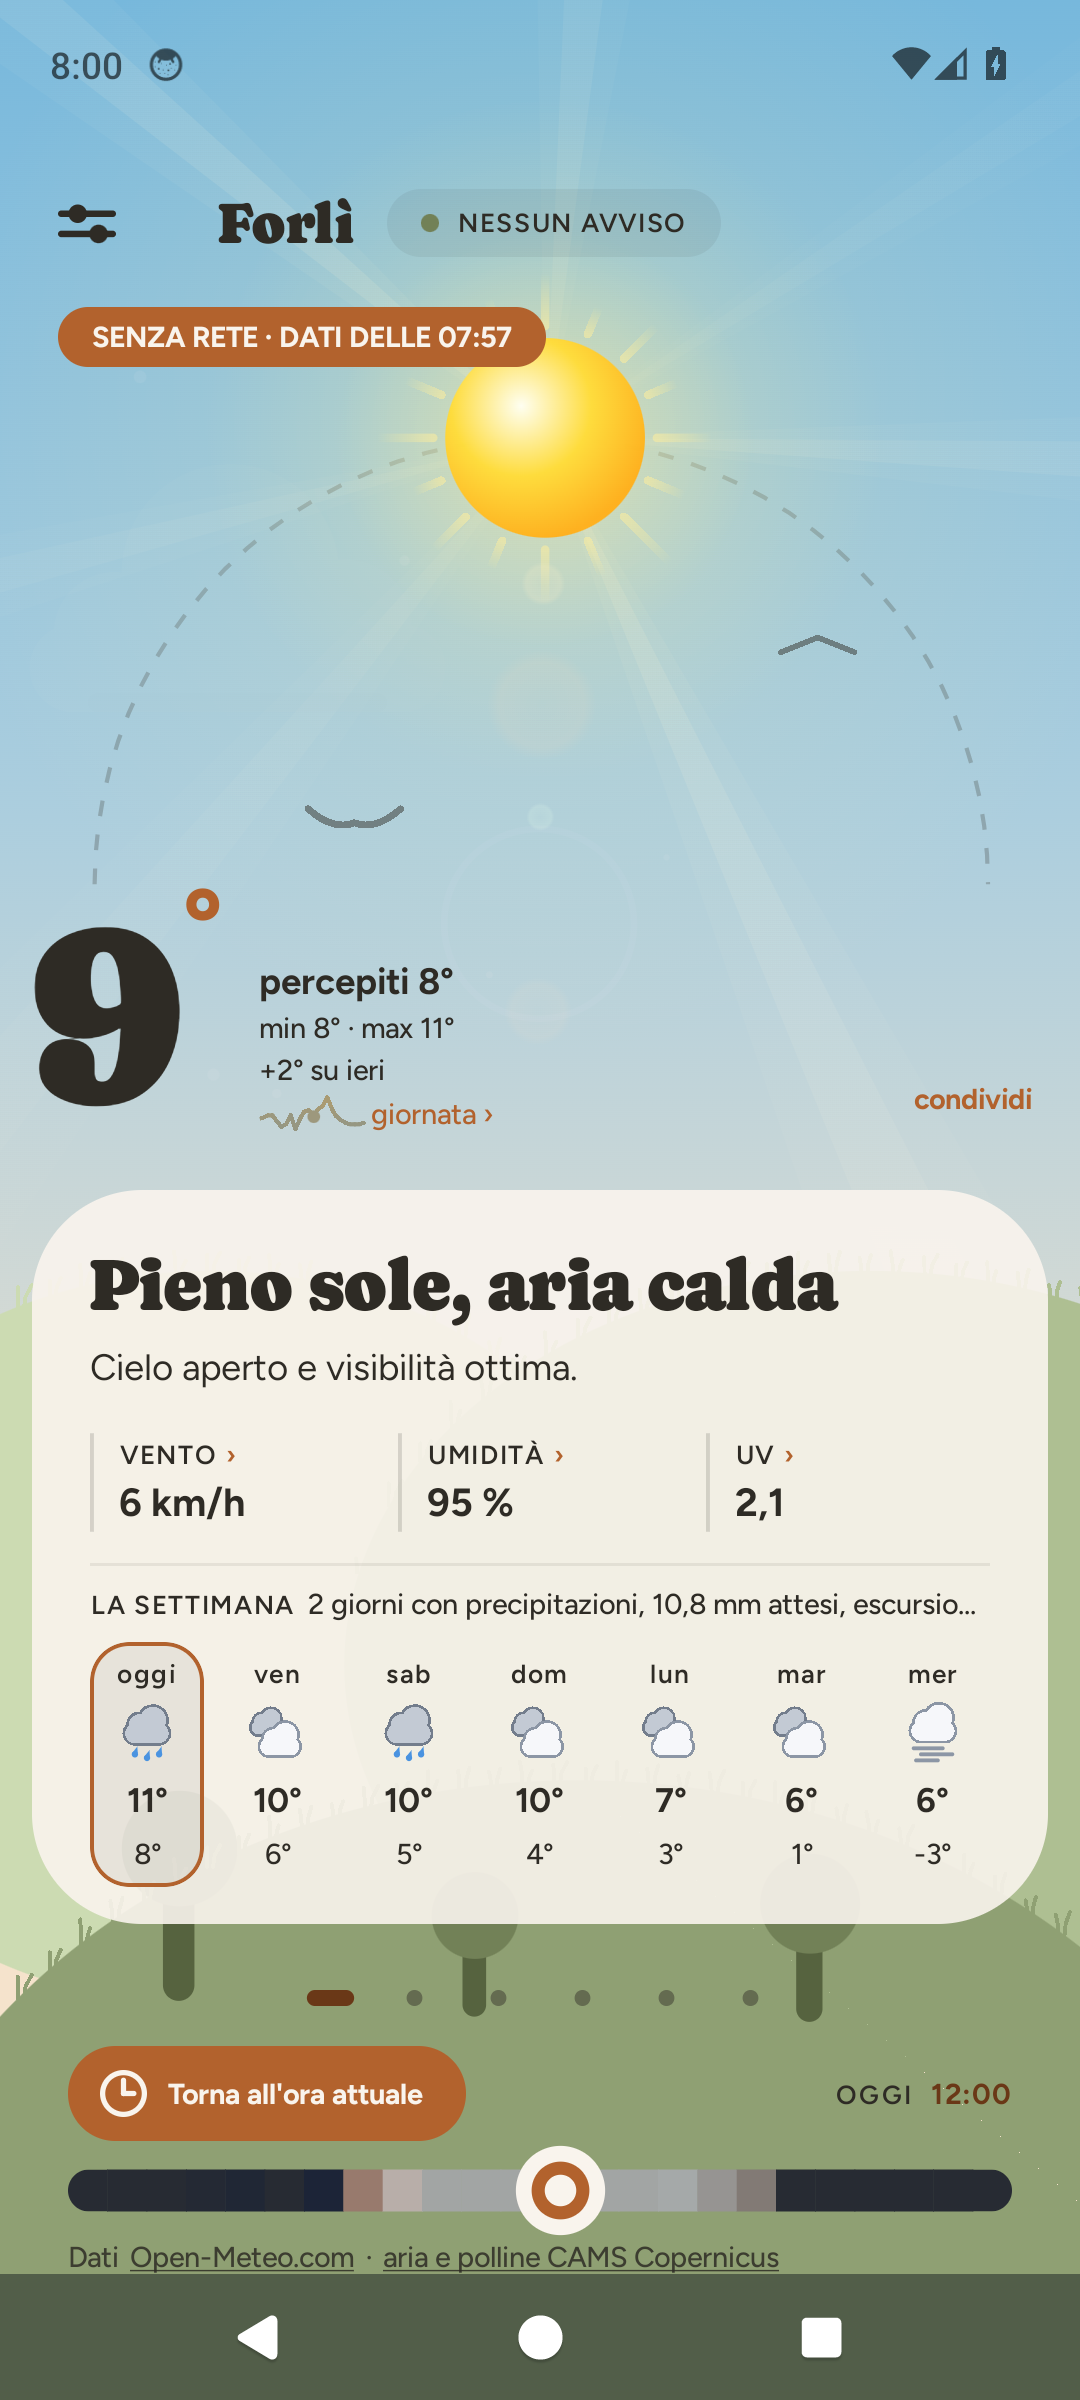 8:00
Forlì
NESSUN AVVISO
SENZA RETE · DATI DELLE 07:57
9°
percepiti 8°
min 8° · max 11°
+2° su ieri
giornata ›
condividi
Pieno sole, aria calda
Cielo aperto e visibilità ottima.
VENTO › UMIDITÀ › UV ›
6 km/h 95 % 2,1
LA SETTIMANA 2 giorni con precipitazioni, 10,8 mm attesi, escursio...
oggi ven sab dom lun mar mer
11° 10° 10° 10° 7° 6° 6°
8° 6° 5° 4° 3° 1° -3°
Torna all'ora attuale
OGGI 12:00
Dati Open-Meteo.com · aria e polline CAMS Copernicus